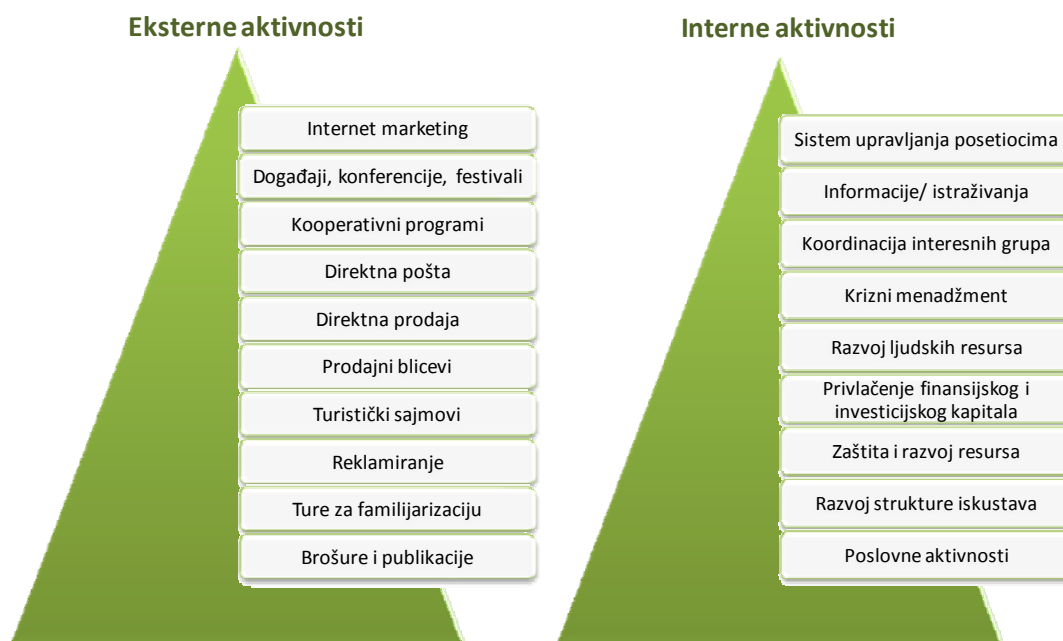 Eksterne aktivnosti
Internet marketing
Događaji, konferencije, festivali
Kooperativni programi
Direktna pošta
Direktna prodaja
Prodajni blicevi
Turistički sajmovi
Reklamiranje
Ture za familijarizaciju
Brošure i publikacije
Interne aktivnosti
Sistem upravljanja posetiocima
Informacije/ istraživanja
Koordinacija interesnih grupa
Krizni menadžment
Razvoj ljudskih resursa
Privlačenje finansijskog i
investicijskog kapitala
Zaštita i razvoj resursa
Razvoj strukture iskustava
Poslovne aktivnosti